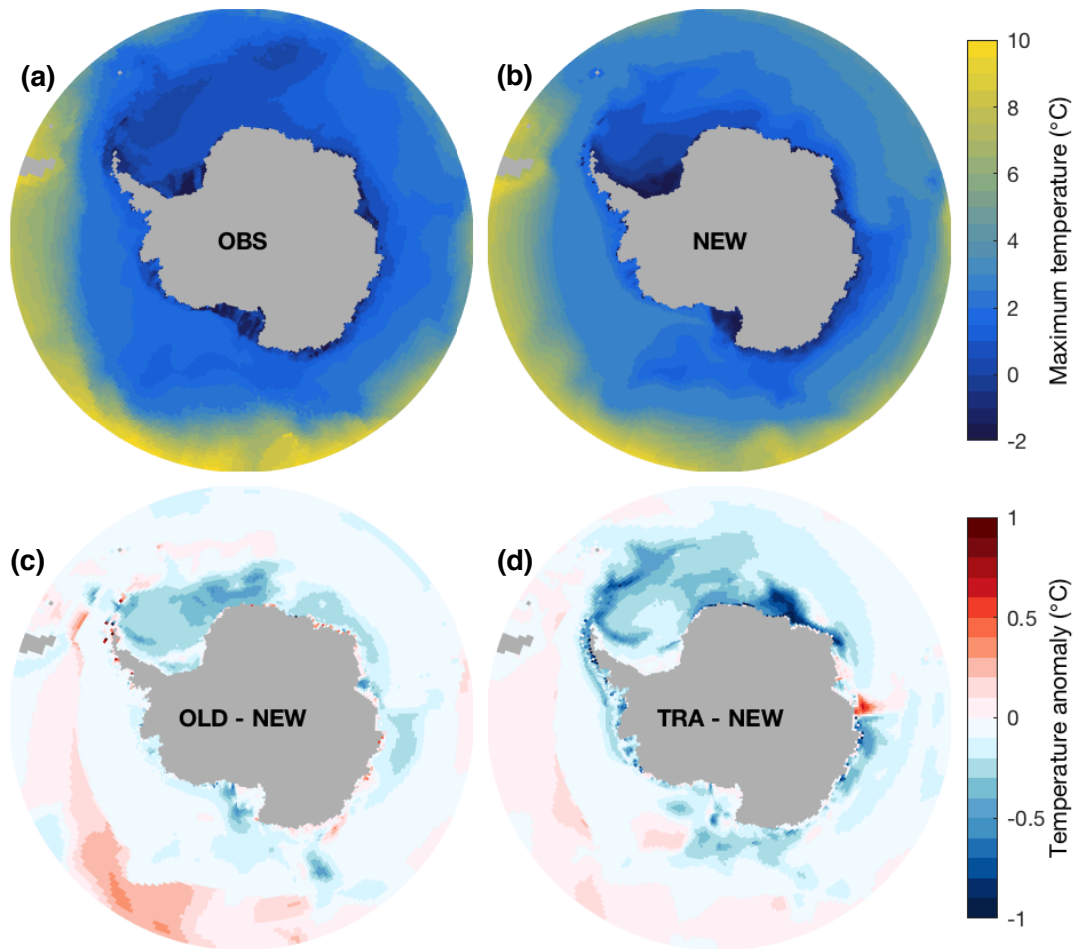 (a)
(b)
OBS
NEW
10
8
6
4
2
0
-2
Maximum temperature (°C)
(c)
(d)
OLD - NEW
TRA - NEW
1
0.5
0
-0.5
-1
Temperature anomaly (°C)